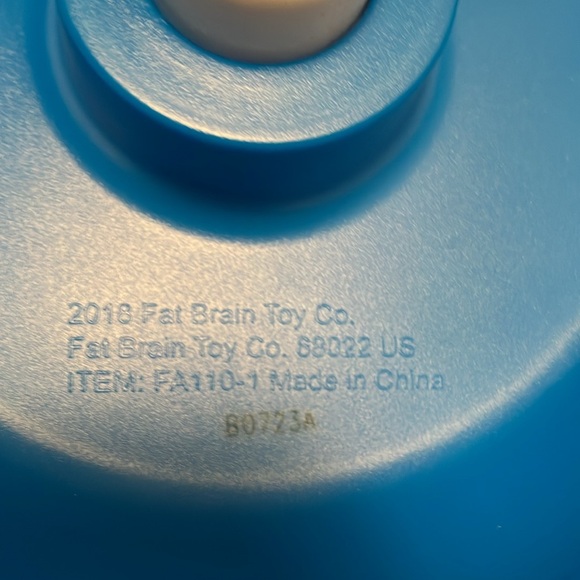 2018 Fat Brain Toy Co.
Fat Brain Toy Co. 68022 US
ITEM: FA110-1 Made in China
B0723A